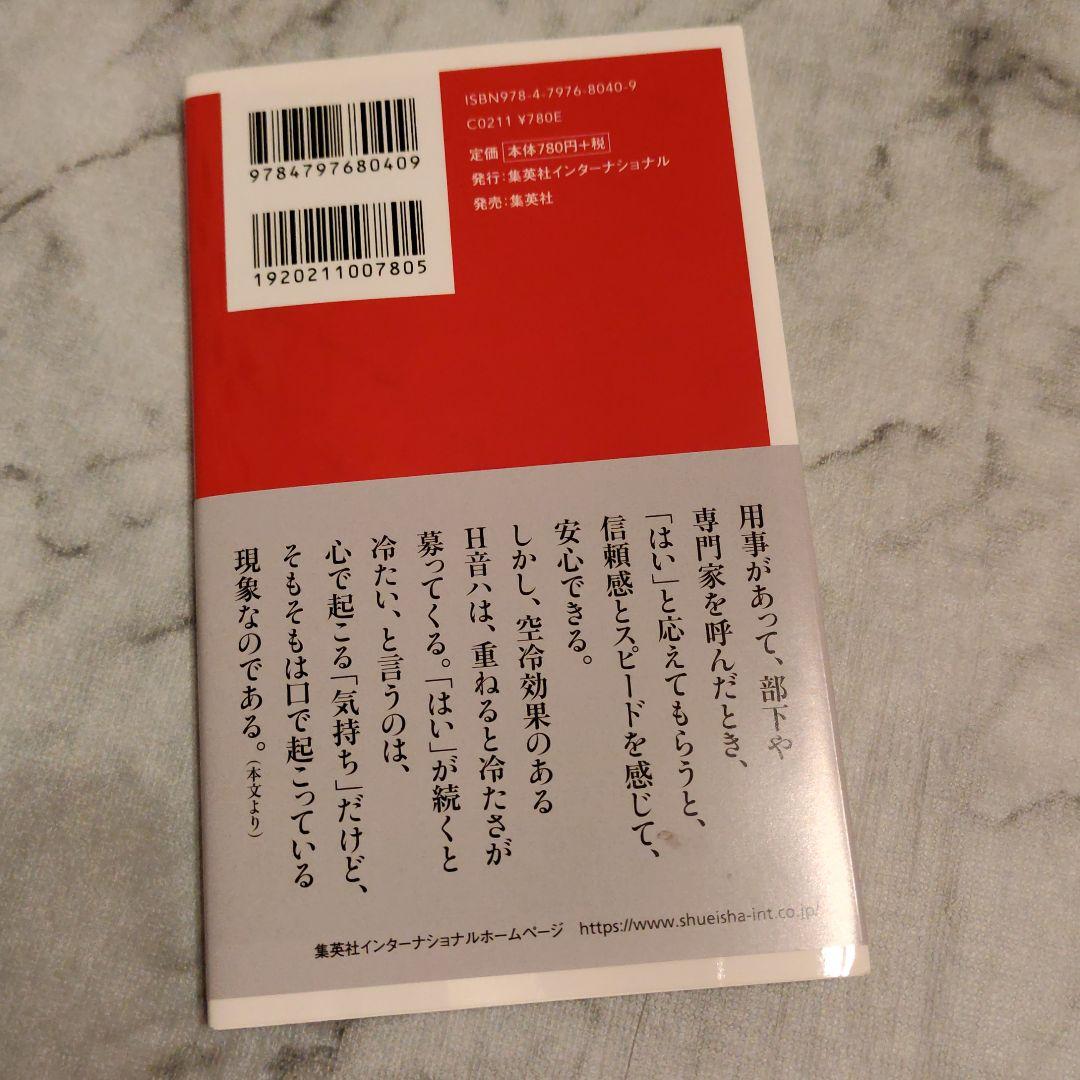 9784797680409
1920211007805
ISBN978-4-7976-8040-9
C0211 ¥780E
定価 本体780円+税
発行:集英社インターナショナル
発売:集英社
用事があって、部下や
専門家を呼んだとき、
「はい」と応えてもらうと、
信頼感とスピードを感じて、
安心できる。
しかし、空冷効果のある
H音ハは、重ねると冷たさが
募ってくる。「はい」が続くと
冷たい、と言うのは、
心で起こる「気持ち」だけど、
そもそもは口で起こっている
現象なのである。(本文より)
集英社インターナショナルホームページ https://www.shueisha-int.co.jp/